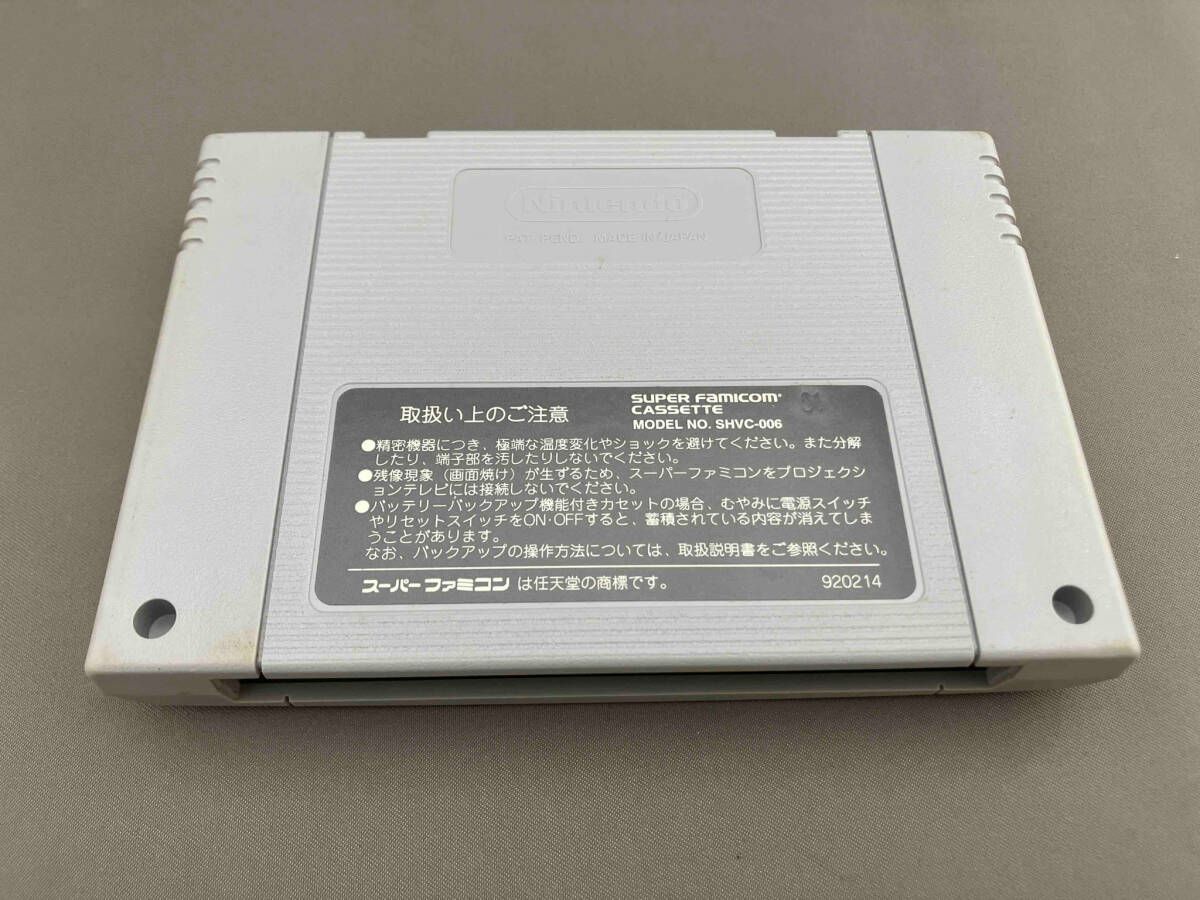 Nintendo
PAT. PEND. MADE IN JAPAN
取扱い上のご注意
SUPER FAMICOM
CASSETTE
MODEL NO. SHVC-006
●精密機器につき、極端な温度変化やショックを避けてください。また分解
したり、端子部を汚したりしないでください。
●残像現象（画面焼け）が生ずるため、スーパーファミコンをプロジェクシ
ョンテレビには接続しないでください。
●バッテリーバックアップ機能付きカセットの場合、むやみに電源スイッチ
やリセットスイッチをON・OFFすると、蓄積されている内容が消えてしま
うことがあります。
なお、バックアップの操作方法については、取扱説明書をご参照ください。
スーパーファミコン は任天堂の商標です。
920214